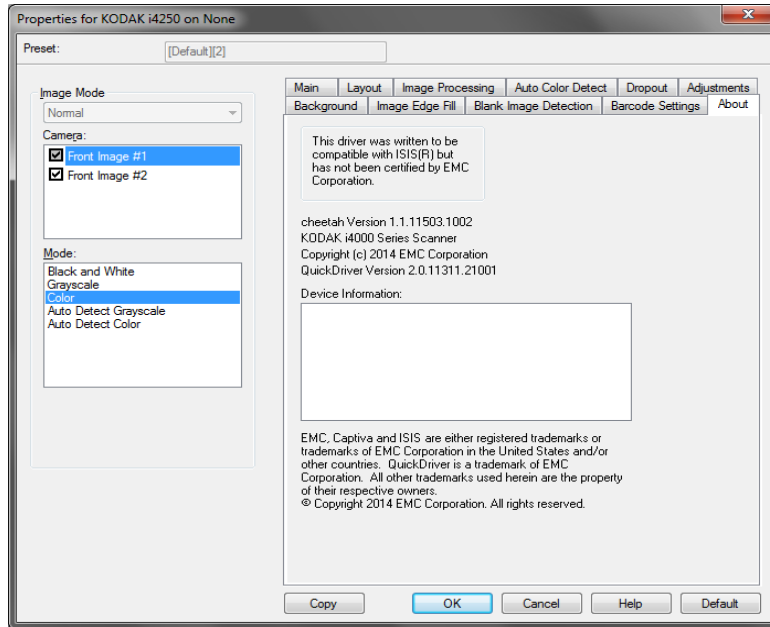 Properties for KODAK i4250 on None
Preset:
[Default][2]
Image Mode
Normal
Camera:
Front Image #1
Front Image #2
Mode:
Black and White
Grayscale
Color
Auto Detect Grayscale
Auto Detect Color
Main Layout Image Processing Auto Color Detect Dropout Adjustments
Background Image Edge Fill Blank Image Detection Barcode Settings About
This driver was written to be
compatible with ISIS(R) but
has not been certified by EMC
Corporation.
cheetah Version 1.1.11503.1002
KODAK i4000 Series Scanner
Copyright (c) 2014 EMC Corporation
QuickDriver Version 2.0.11311.21001
Device Information:
EMC, Captiva and ISIS are either registered trademarks or
trademarks of EMC Corporation in the United States and/or
other countries. QuickDriver is a trademark of EMC
Corporation. All other trademarks used herein are the property
of their respective owners.
© Copyright 2014 EMC Corporation. All rights reserved.
Copy OK Cancel Help Default